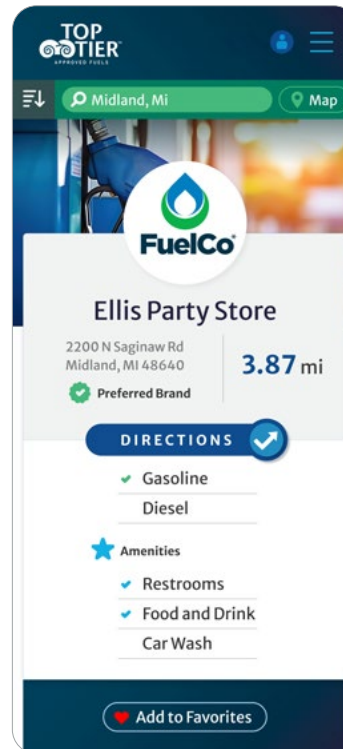 TOP
TIER™
APPROVED FUELS
Midland, Mi
Map
FuelCo®
Ellis Party Store
2200 N Saginaw Rd
Midland, MI 48640
3.87 mi
Preferred Brand
DIRECTIONS
Gasoline
Diesel
Amenities
Restrooms
Food and Drink
Car Wash
Add to Favorites